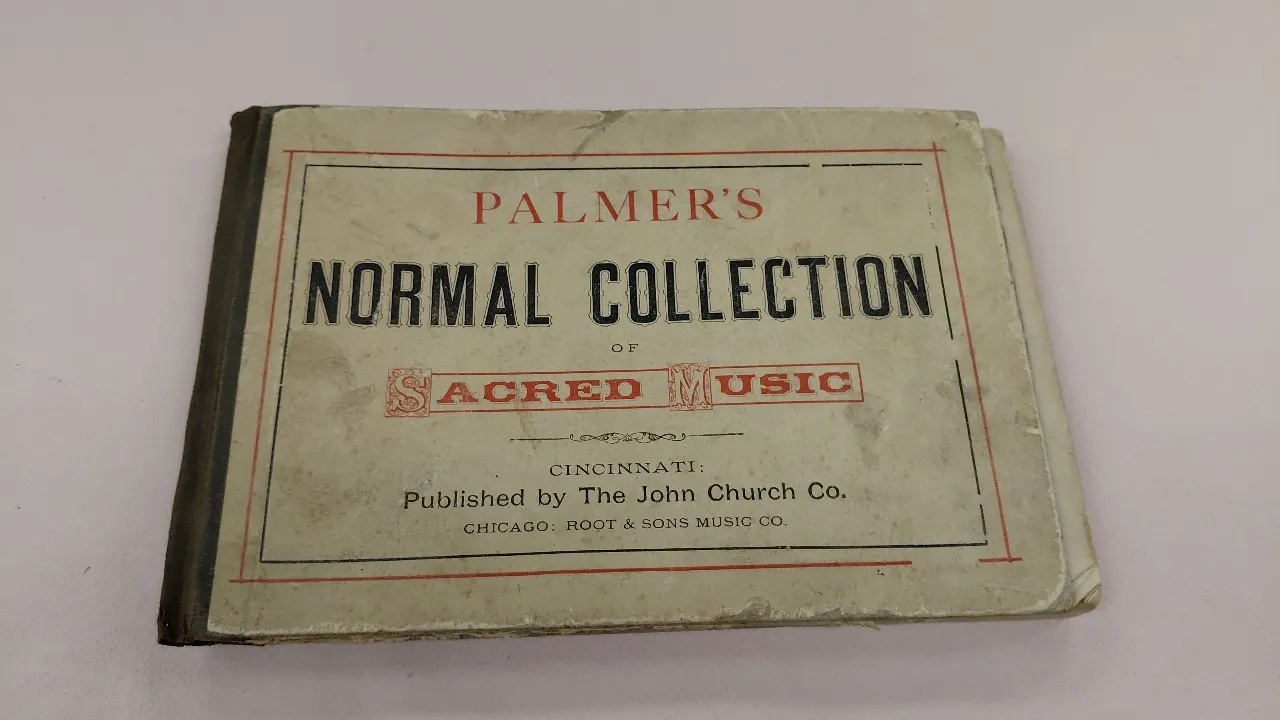 PALMER'S
NORMAL COLLECTION
OF
SACRED MUSIC
CINCINNATI:
Published by The John Church Co.
CHICAGO: ROOT & SONS MUSIC CO.